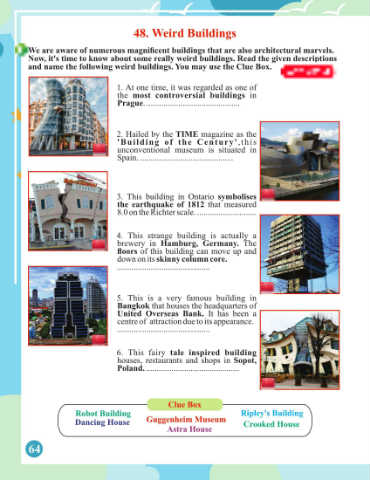 48. Weird Buildings
We are aware of numerous magnificent buildings that are also architectural marvels.
Now, it's time to know about some really weird buildings. Read the given descriptions
and name the following weird buildings. You may use the Clue Box.
1. At one time, it was regarded as one of
the most controversial buildings in
Prague. ........................................
2. Hailed by the TIME magazine as the
'Building of the Century', this
unconventional museum is situated in
Spain. ........................................
3. This building in Ontario symbolises
the earthquake of 1812 that measured
8.0 on the Richter scale. .........................
4. This strange building is actually a
brewery in Hamburg, Germany. The
floors of this building can move up and
down on its skinny column core.
........................................
5. This is a very famous building in
Bangkok that houses the headquarters of
United Overseas Bank. It has been a
centre of attraction due to its appearance.
........................................
6. This fairy tale inspired building
houses, restaurants and shops in Sopot,
Poland. ........................................
Clue Box
Robot Building
Dancing House
Guggenheim Museum
Astra House
Ripley's Building
Crooked House
64